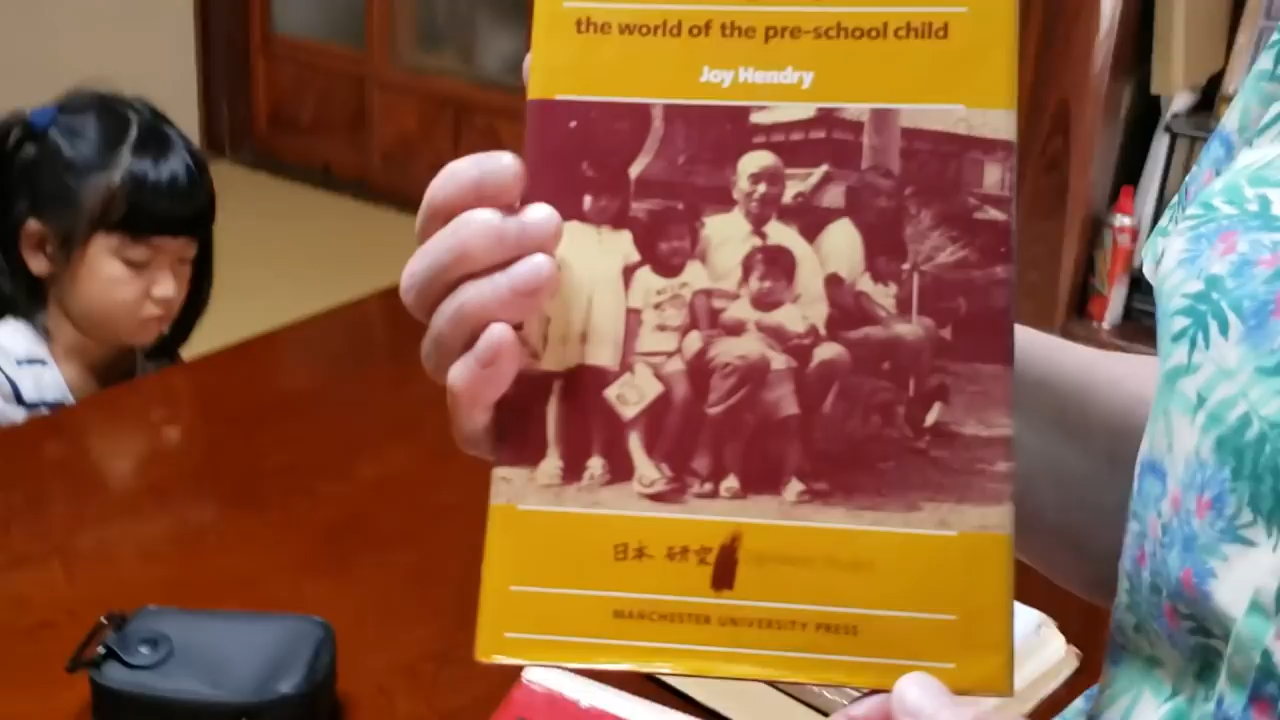 the world of the pre-school child
Joy Hendry
日本 研究
MANCHESTER UNIVERSITY PRESS